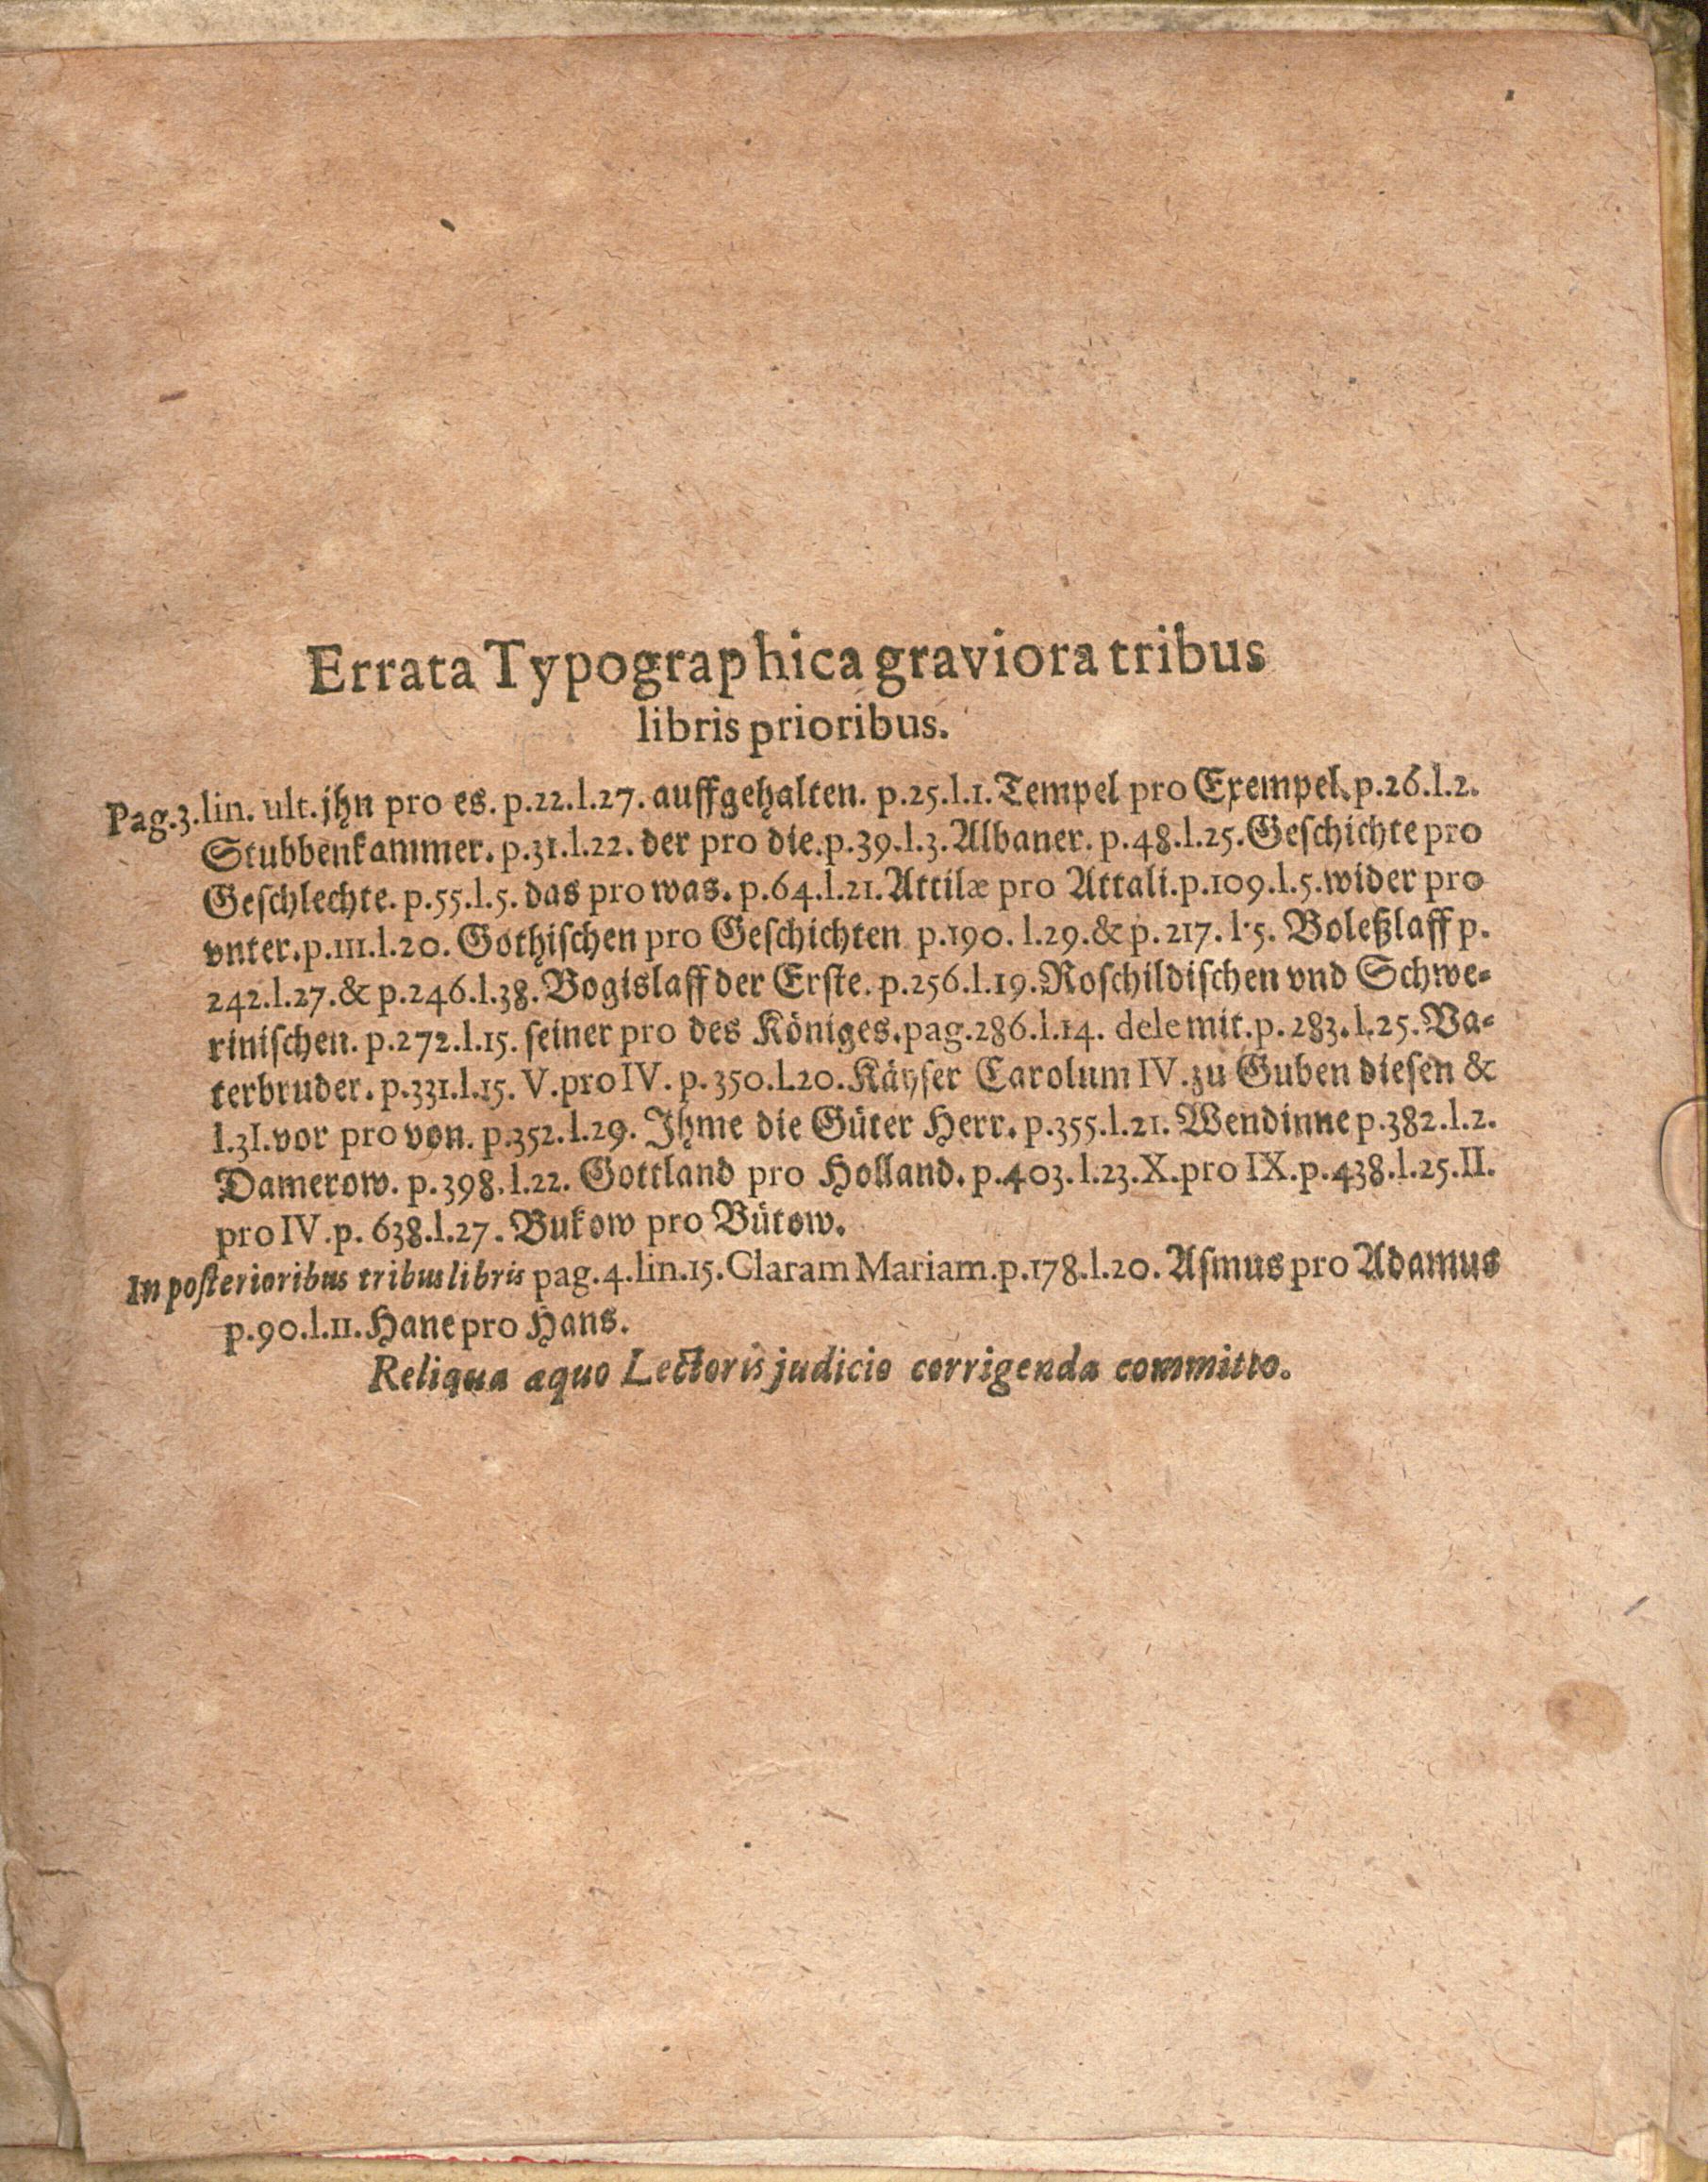 Errata Typographica graviora tribus
libris prioribus.
Pag.3.lin. ult. jhn pro es. p.22.l.27. auffgehalten. p.25.l.1. Tempel pro Exempel. p.26.l.2.
Stubbenkammer. p.31.l.22. der pro die. p.39.l.3. Albaner. p.48.l.25. Geschichte pro
Geschlechte. p.55.l.5. das pro was. p.64.l.21. Attilæ pro Attali. p.109.l.5. wider pro
vnter. p.111.l.20. Gothischen pro Geschichten p.190. l.29. & p. 217. l.5. Boleßlaff p.
242.l.27. & p.246.l.38. Bogislaff der Erste. p.256.l.19. Roschildischen vnd Schwe-
rinischen. p.272.l.15. seiner pro des Königes. pag.286.l.14. dele mit. p. 283. l.25. Va-
terbruder. p.331.l.15. V. pro IV. p. 350.l.20. Käyser Carolum IV. zu Guben diesen &
l.31. vor pro von. p.352. l.29. Jhme die Güter Herr. p.355.l.21. Wendinne p.382.l.2.
Damerow. p.398.l.22. Gottland pro Holland. p.403. l.23. X. pro IX. p.438.l.25. II.
pro IV. p. 638.l.27. Bukow pro Bütow.
In posterioribus tribus libris pag.4. lin.15. Claram Mariam. p.178.l.20. Asmus pro Adamus
p.90.l.11. Hane pro Hans.
Reliqua æquo Lectoris judicio corrigenda committo.